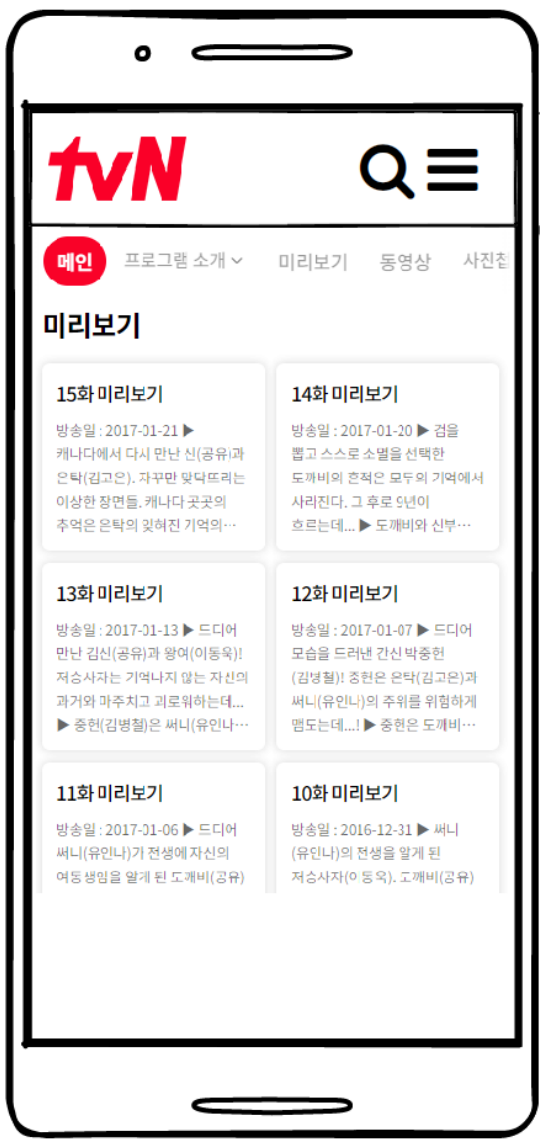 tvN
메인 프로그램 소개 미리보기 동영상 사진첩
미리보기
15화 미리보기
방송일 : 2017-01-21 ▶
캐나다에서 다시 만난 신(공유)과
은탁(김고은). 자꾸만 맞닥뜨리는
이상한 장면들. 캐나다 곳곳의
추억은 은탁의 잊혀진 기억의…
14화 미리보기
방송일 : 2017-01-20 ▶ 검을
뽑고 스스로 소멸을 선택한
도깨비의 흔적은 모두의 기억에서
사라진다. 그 후로 9년이
흐르는데... ▶ 도깨비와 신부…
13화 미리보기
방송일 : 2017-01-13 ▶ 드디어
만난 김신(공유)과 왕여(이동욱)!
저승사자는 기억나지 않는 자신의
과거와 마주치고 괴로워하는데...
▶ 중헌(김병철)은 써니(유인나…
12화 미리보기
방송일 : 2017-01-07 ▶ 드디어
모습을 드러낸 간신 박중헌
(김병철)! 중헌은 은탁(김고은)과
써니(유인나)의 주위를 위험하게
맴도는데...! ▶ 중헌은 도깨비…
11화 미리보기
방송일 : 2017-01-06 ▶ 드디어
써니(유인나)가 전생에 자신의
여동생임을 알게 된 도깨비(공유)
10화 미리보기
방송일 : 2016-12-31 ▶ 써니
(유인나)의 전생을 알게 된
저승사자(이동욱). 도깨비(공유)